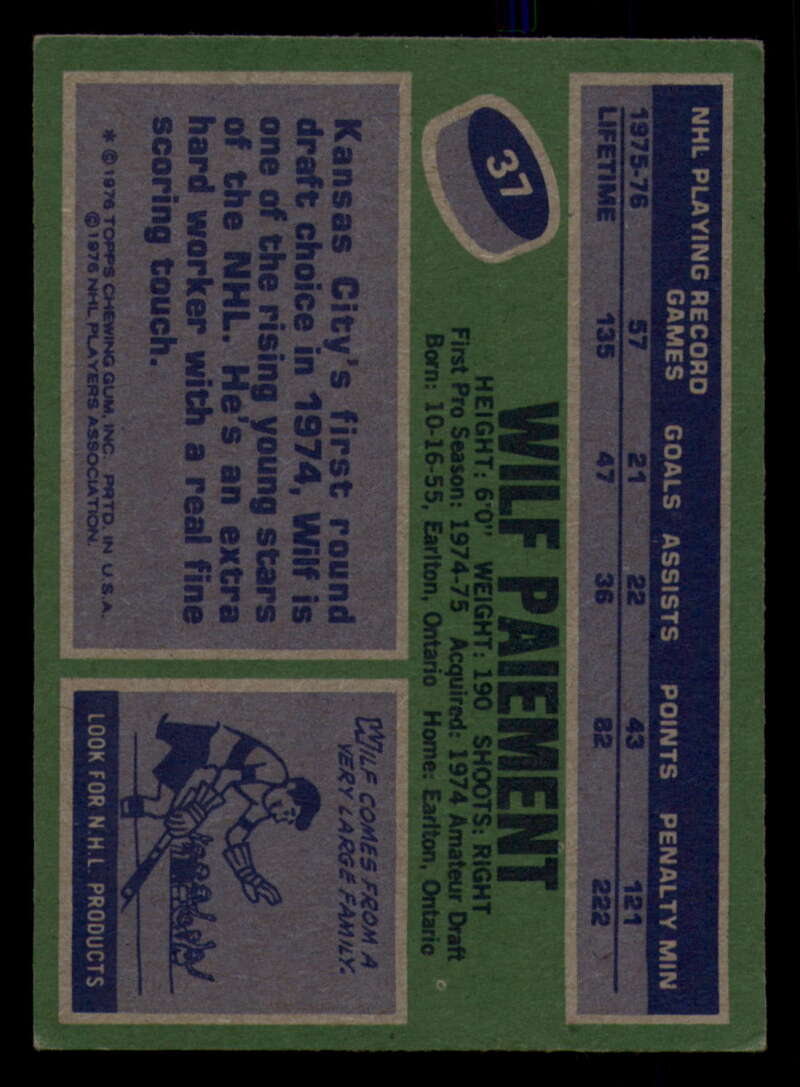 NHL PLAYING RECORD
GAMES GOALS ASSISTS POINTS PENALTY MIN
1975-76 57 21 22 43 121
LIFETIME 135 47 36 82 222
37
WILF PAIEMENT
HEIGHT: 6'0" WEIGHT: 190 SHOOTS: RIGHT
First Pro Season: 1974-75 Acquired: 1974 Amateur Draft
Born: 10-16-55, Earlton, Ontario Home: Earlton, Ontario
Kansas City's first round
draft choice in 1974, Wilf is
one of the rising young stars
of the NHL. He's an extra
hard worker with a real fine
scoring touch.
* ©1976 TOPPS CHEWING GUM, INC. PRTD. IN U.S.A.
©1976 NHL PLAYERS ASSOCIATION.
WILF COMES FROM A
VERY LARGE FAMILY.
LOOK FOR N.H.L. PRODUCTS